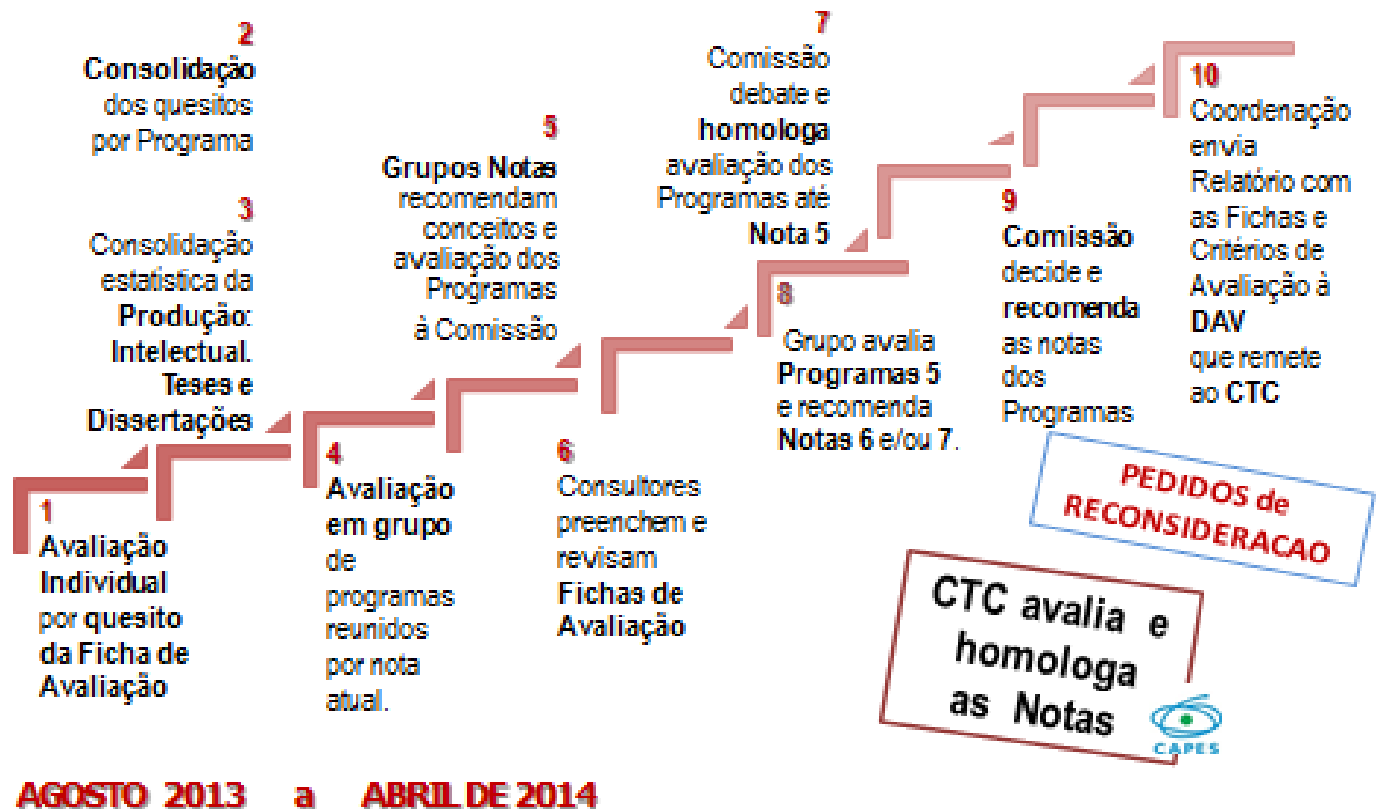 1
Avaliação
Individual
por quesito
da Ficha de
Avaliação
2
Consolidação
dos quesitos
por Programa
3
Consolidação
estatística da
Produção:
Intelectual.
Teses e
Dissertações
4
Avaliação
em grupo
de
programas
reunidos
por nota
atual.
5
Grupos Notas
recomendam
conceitos e
avaliação dos
Programas
à Comissão
6
Consultores
preenchem e
revisam
Fichas de
Avaliação
7
Comissão
debate e
homologa
avaliação dos
Programas até
Nota 5
8
Grupo avalia
Programas 5
e recomenda
Notas 6 e/ou 7.
9
Comissão
decide e
recomenda
as notas
dos
Programas
10
Coordenação
envia
Relatório com
as Fichas e
Critérios de
Avaliação à
DAV
que remete
ao CTC
PEDIDOS de
RECONSIDERACAO
CTC avalia e
homologa
as Notas
CAPES
AGOSTO 2013 a ABRIL DE 2014